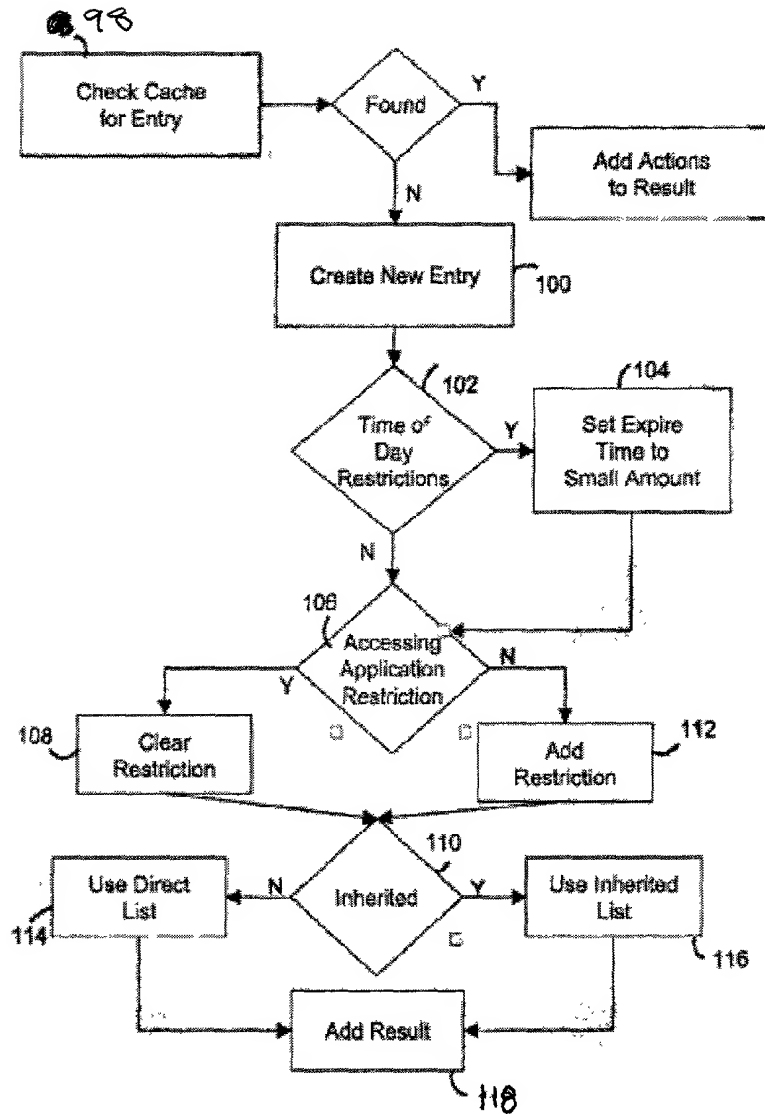 98
Check Cache
for Entry
Found
Y
Add Actions
to Result
N
Create New Entry
100
102
Time of
Day
Restrictions
Y
104
Set Expire
Time to
Small Amount
N
106
Accessing
Application
Restriction
Y
N
108
Clear
Restriction
Add
Restriction
112
110
Inherited
N
Y
Use Direct
List
114
Use Inherited
List
116
Add Result
118